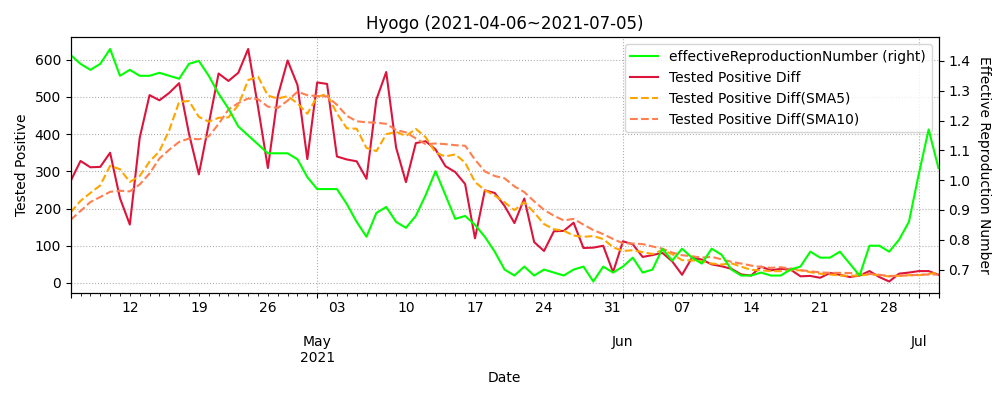 Hyogo (2021-04-06~2021-07-05)
effectiveReproductionNumber (right)
Tested Positive Diff
Tested Positive Diff(SMA5)
Tested Positive Diff(SMA10)
Tested Positive
600
500
400
300
200
100
0
Effective Reproduction Number
1.4
1.3
1.2
1.1
1.0
0.9
0.8
0.7
12 19 26 03 10 17 24 31 07 14 21 28
May Jun Jul
2021
Date